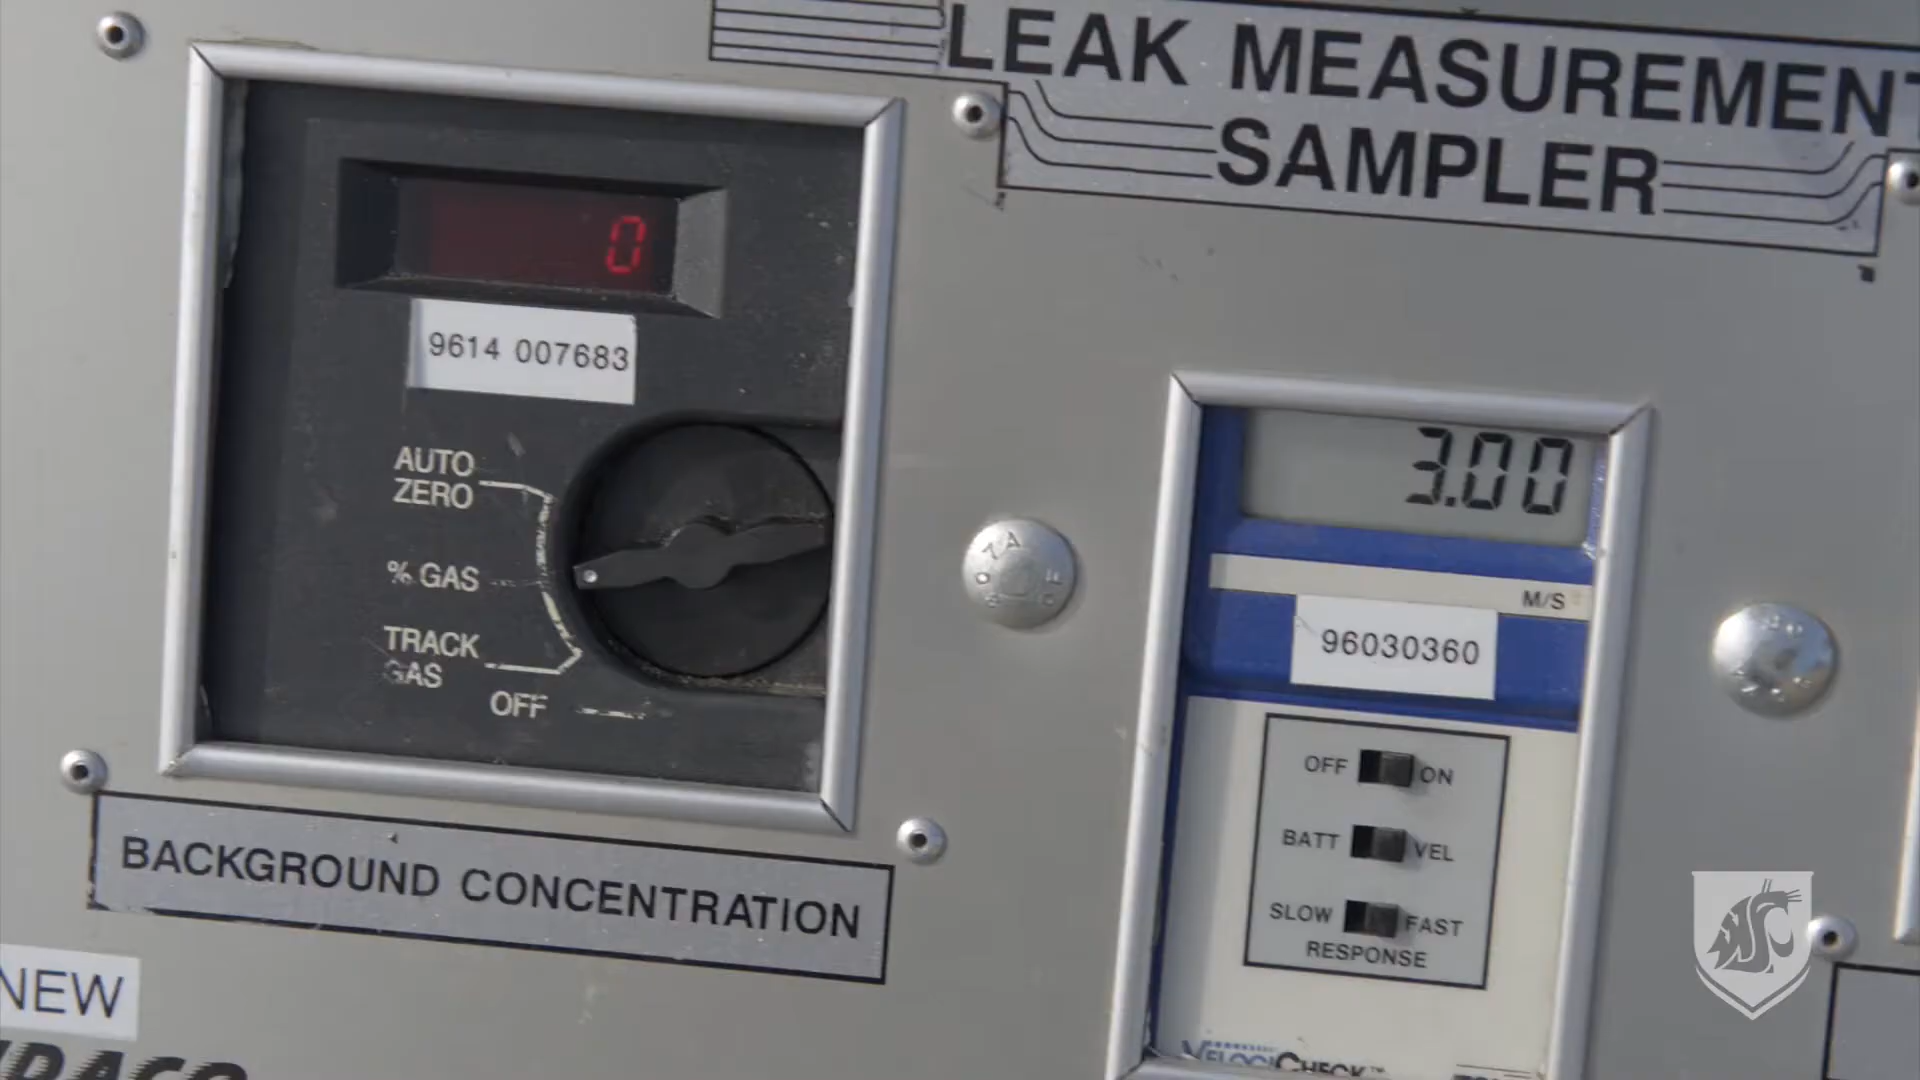 LEAK MEASUREMENT
SAMPLER
0
9614 007683
AUTO
ZERO
% GAS
TRACK
GAS
OFF
BACKGROUND CONCENTRATION
NEW
3.00
M/S
96030360
OFF ON
BATT VEL
SLOW FAST
RESPONSE
VELOCICHECK™